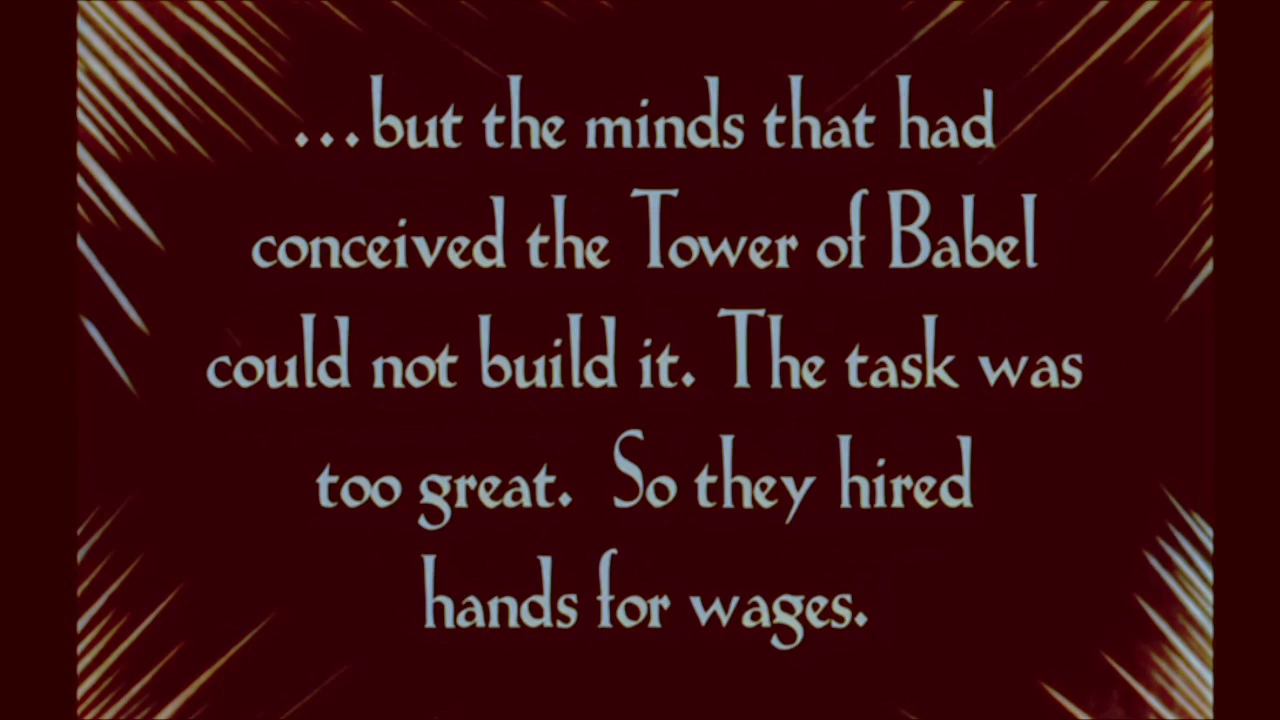 ...but the minds that had
conceived the Tower of Babel
could not build it. The task was
too great. So they hired
hands for wages.